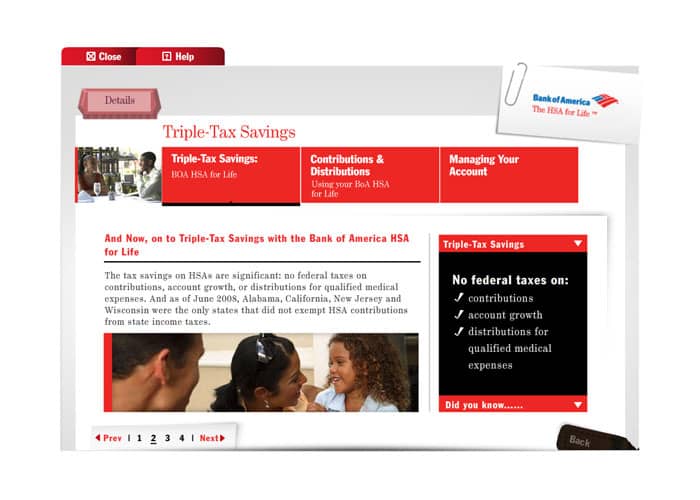 Close
Help
Details
Bank of America
The HSA for Life ™
Triple-Tax Savings
Triple-Tax Savings:
BOA HSA for Life
Contributions &
Distributions
Using your BoA HSA
for Life
Managing Your
Account
And Now, on to Triple-Tax Savings with the Bank of America HSA
for Life
The tax savings on HSAs are significant: no federal taxes on
contributions, account growth, or distributions for qualified medical
expenses. And as of June 2008, Alabama, California, New Jersey and
Wisconsin were the only states that did not exempt HSA contributions
from state income taxes.
Triple-Tax Savings
No federal taxes on:
contributions
account growth
distributions for
qualified medical
expenses
Did you know......
Prev | 1 2 3 4 | Next
Back